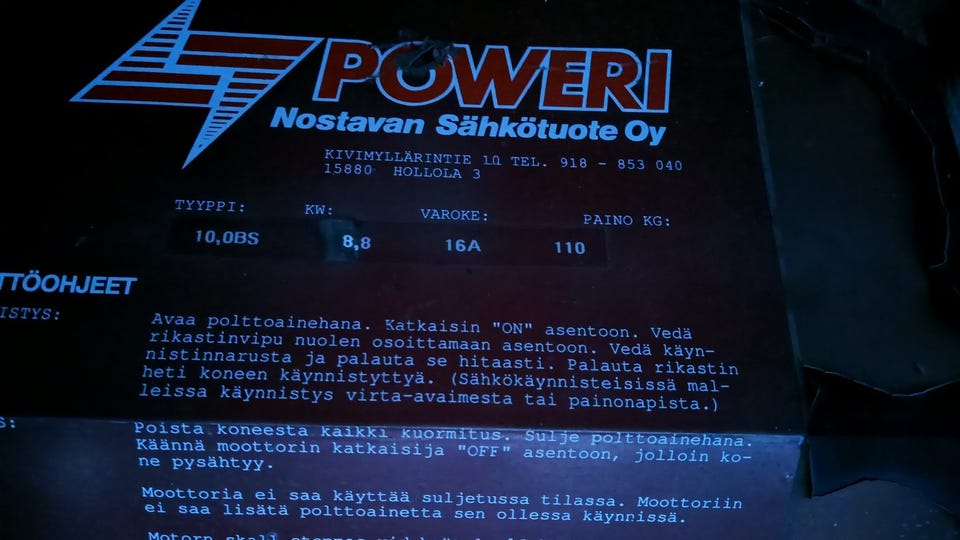 POWERI
Nostavan Sähkötuote Oy
KIVIMYLLÄRINTIE 10 TEL. 918 - 853 040
15880 HOLLOLA 3
TYYPPI: KW: VAROKE: PAINO KG:
10,0BS 8,8 16A 110
TTÖOHJEET
ISTYS:
Avaa polttoainehana. Katkaisin "ON" asentoon. Vedä
rikastinvipu nuolen osoittamaan asentoon. Vedä käyn-
nistinnarusta ja palauta se hitaasti. Palauta rikastin
heti koneen käynnistyttyä. (Sähkökäynnisteisissä mal-
leissa käynnistys virta-avaimesta tai painonapista.)
S:
Poista koneesta kaikki kuormitus. Sulje polttoainehana.
Käännä moottorin katkaisija "OFF" asentoon, jolloin ko-
ne pysähtyy.
Moottoria ei saa käyttää suljetussa tilassa. Moottoriin
ei saa lisätä polttoainetta sen ollessa käynnissä.